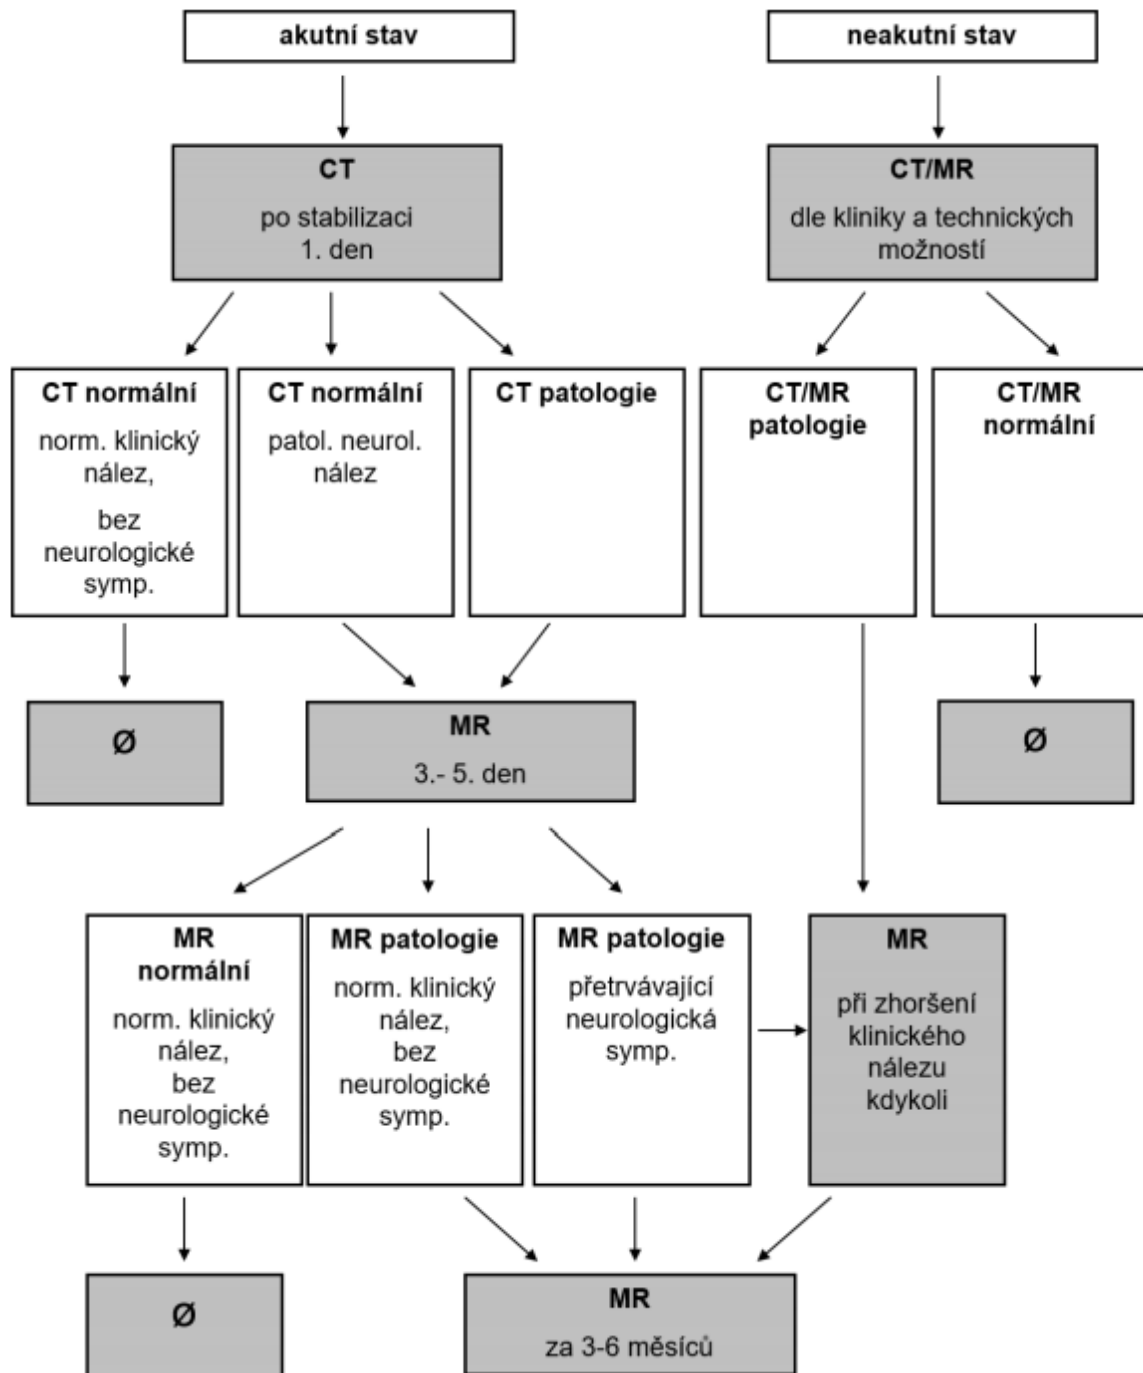 akutní stav
neakutní stav
CT
po stabilizaci
1. den
CT/MR
dle kliniky a technických
možností
CT normální
norm. klinický
nález,
bez
neurologické
symp.
CT normální
patol. neurol.
nález
CT patologie
CT/MR
patologie
CT/MR
normální
Ø
MR
3.- 5. den
Ø
MR
normální
norm. klinický
nález,
bez
neurologické
symp.
MR patologie
norm. klinický
nález,
bez
neurologické
symp.
MR patologie
přetrvávající
neurologická
symp.
MR
při zhoršení
klinického
nálezu
kdykoli
Ø
MR
za 3-6 měsíců